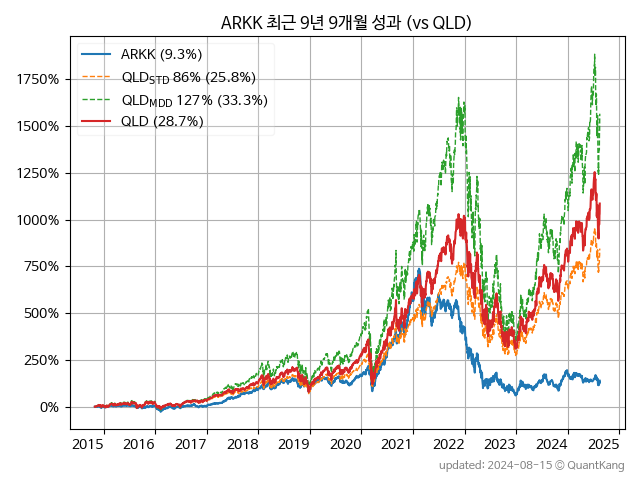 ARKK 최근 9년 9개월 성과 (vs QLD)
ARKK (9.3%)
QLD_STD 86% (25.8%)
QLD_MDD 127% (33.3%)
QLD (28.7%)
1750%
1500%
1250%
1000%
750%
500%
250%
0%
2015 2016 2017 2018 2019 2020 2021 2022 2023 2024 2025
updated: 2024-08-15 © QuantKang